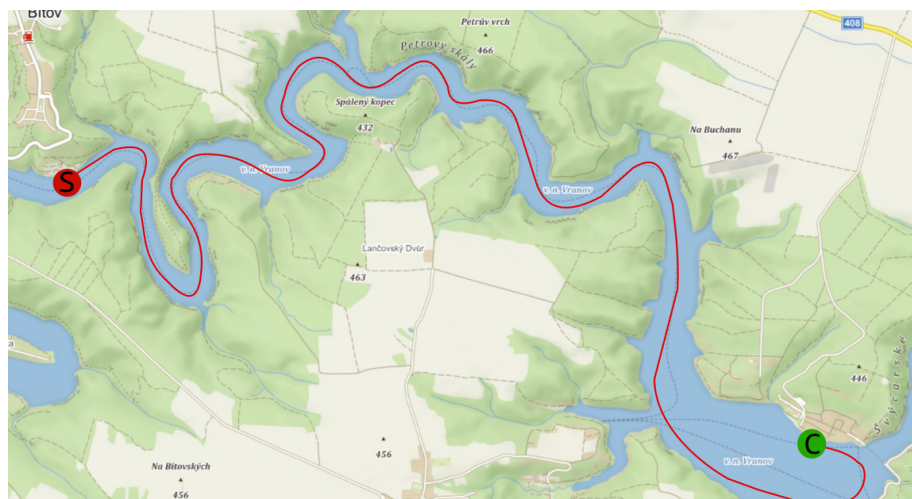 Bítov
Petrův vrch
466
408
Petrovy skály
Spálený kopec
432
Na Buchanu
467
v. n. Vranov
v. n. Vranov
S
Lančovský Dvůr
463
a
446
Švýcarske
456
C
v. n. Vranov
Na Bítovských
456